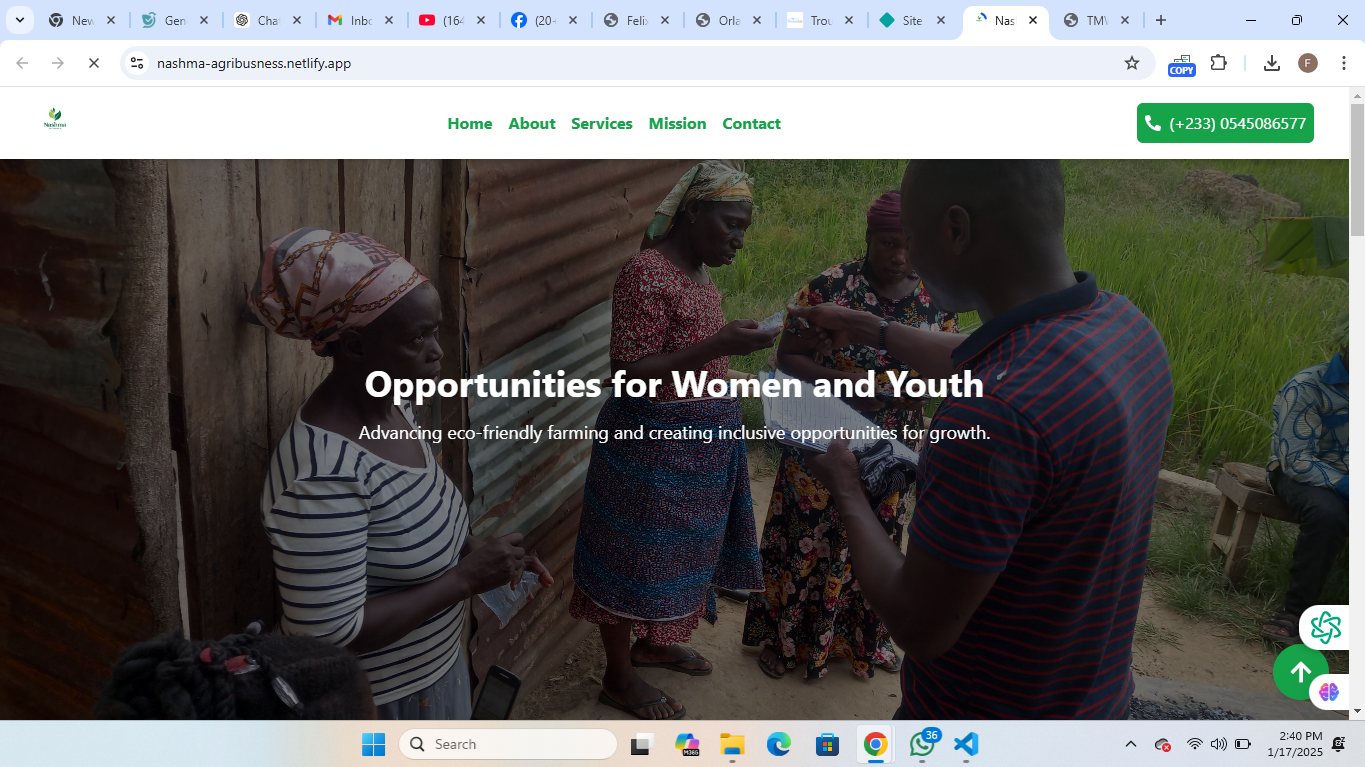 New
Gen
Cha
Inbo
(164
(20+
Felix
Orla
Trou
Site
Nas
TMV
nashma-agribusness.netlify.app
COPY
F
Nashma
Home About Services Mission Contact
(+233) 0545086577
Opportunities for Women and Youth
Advancing eco-friendly farming and creating inclusive opportunities for growth.
Search
M365
36
2:40 PM
1/17/2025